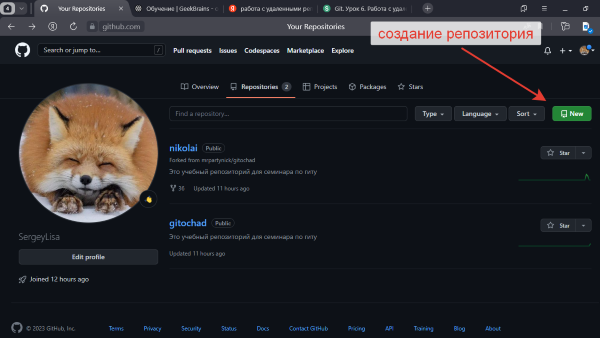 4
Your Repositories
Обучение | GeekBrains - о
работа с удаленными ре
Git. Урок 6. Работа с удал
github.com
Your Repositories
создание репозитория
Search or jump to...
/
Pull requests
Issues
Codespaces
Marketplace
Explore
Overview
Repositories 2
Projects
Packages
Stars
Find a repository...
Type
Language
Sort
New
nikolai Public
Star
Forked from mrpartynick/gitochad
Это учебный репозиторий для семинара по гиту
36 Updated 11 hours ago
gitochad Public
Star
Это учебный репозиторий для семинара по гиту
Updated 11 hours ago
SergeyLisa
Edit profile
Joined 12 hours ago
© 2023 GitHub, Inc.
Terms
Privacy
Security
Status
Docs
Contact GitHub
Pricing
API
Training
Blog
About